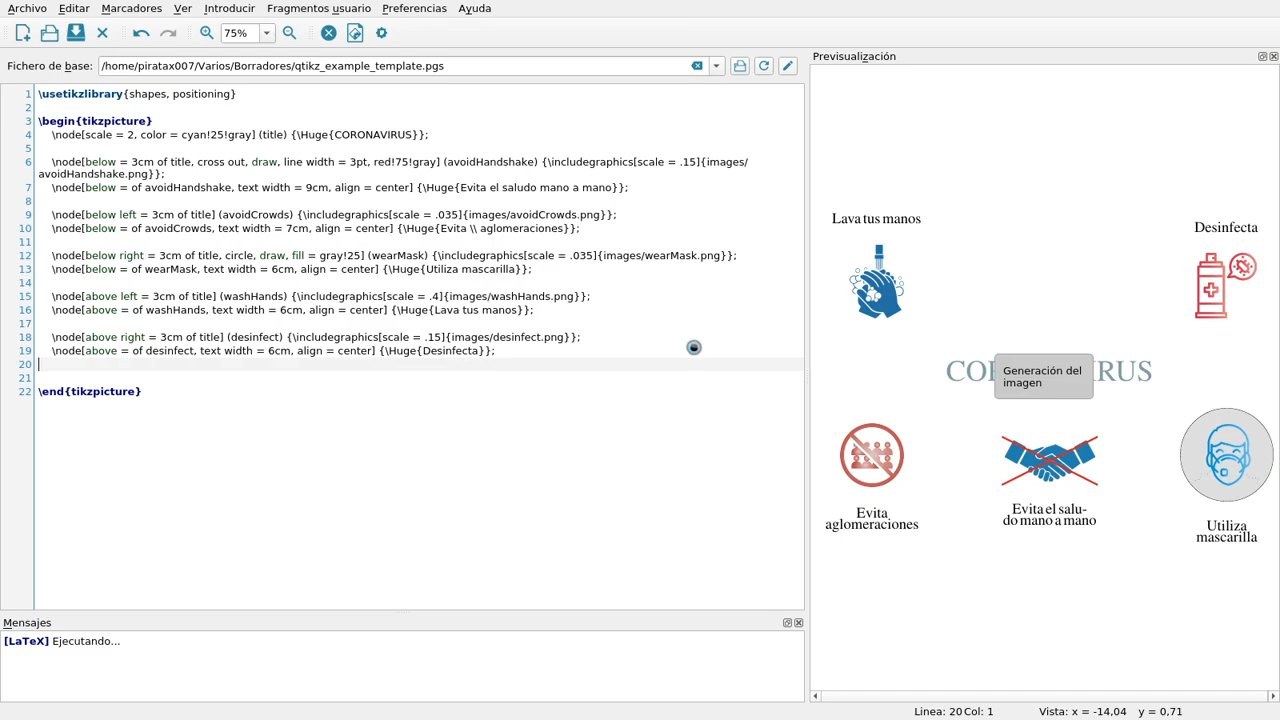 Archivo Editar Marcadores Ver Introducir Fragmentos usuario Preferencias Ayuda
75%
Fichero de base: /home/piratax007/Varios/Borradores/qtikz_example_template.pgs
1 \usetikzlibrary{shapes, positioning}
2
3 \begin{tikzpicture}
4 \node[scale = 2, color = cyan!25!gray] (title) {\Huge{CORONAVIRUS}};
5
6 \node[below = 3cm of title, cross out, draw, line width = 3pt, red!75!gray] (avoidHandshake) {\includegraphics[scale = .15]{images/
avoidHandshake.png}};
7 \node[below = of avoidHandshake, text width = 9cm, align = center] {\Huge{Evita el saludo mano a mano}};
8
9 \node[below left = 3cm of title] (avoidCrowds) {\includegraphics[scale = .035]{images/avoidCrowds.png}};
10 \node[below = of avoidCrowds, text width = 7cm, align = center] {\Huge{Evita \\ aglomeraciones}};
11
12 \node[below right = 3cm of title, circle, draw, fill = gray!25] (wearMask) {\includegraphics[scale = .035]{images/wearMask.png}};
13 \node[below = of wearMask, text width = 6cm, align = center] {\Huge{Utiliza mascarilla}};
14
15 \node[above left = 3cm of title] (washHands) {\includegraphics[scale = .4]{images/washHands.png}};
16 \node[above = of washHands, text width = 6cm, align = center] {\Huge{Lava tus manos}};
17
18 \node[above right = 3cm of title] (desinfect) {\includegraphics[scale = .15]{images/desinfect.png}};
19 \node[above = of desinfect, text width = 6cm, align = center] {\Huge{Desinfecta}};
20
21
22 \end{tikzpicture}
Mensajes
[LaTeX] Ejecutando...
Previsualización
Lava tus manos
Desinfecta
CO RUS
Generación del
imagen
Evita
aglomeraciones
Evita el salu-
do mano a mano
Utiliza
mascarilla
Linea: 20 Col: 1 Vista: x = -14,04 y = 0,71